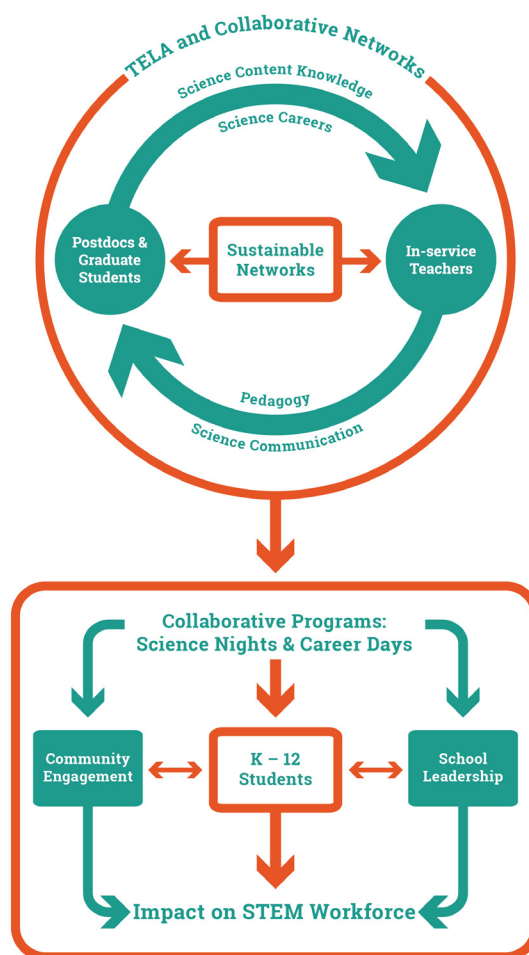 TELA and Collaborative Networks
Science Content Knowledge
Science Careers
Postdocs &
Graduate
Students
Sustainable
Networks
In-service
Teachers
Pedagogy
Science Communication
Collaborative Programs:
Science Nights & Career Days
Community
Engagement
K – 12
Students
School
Leadership
Impact on STEM Workforce